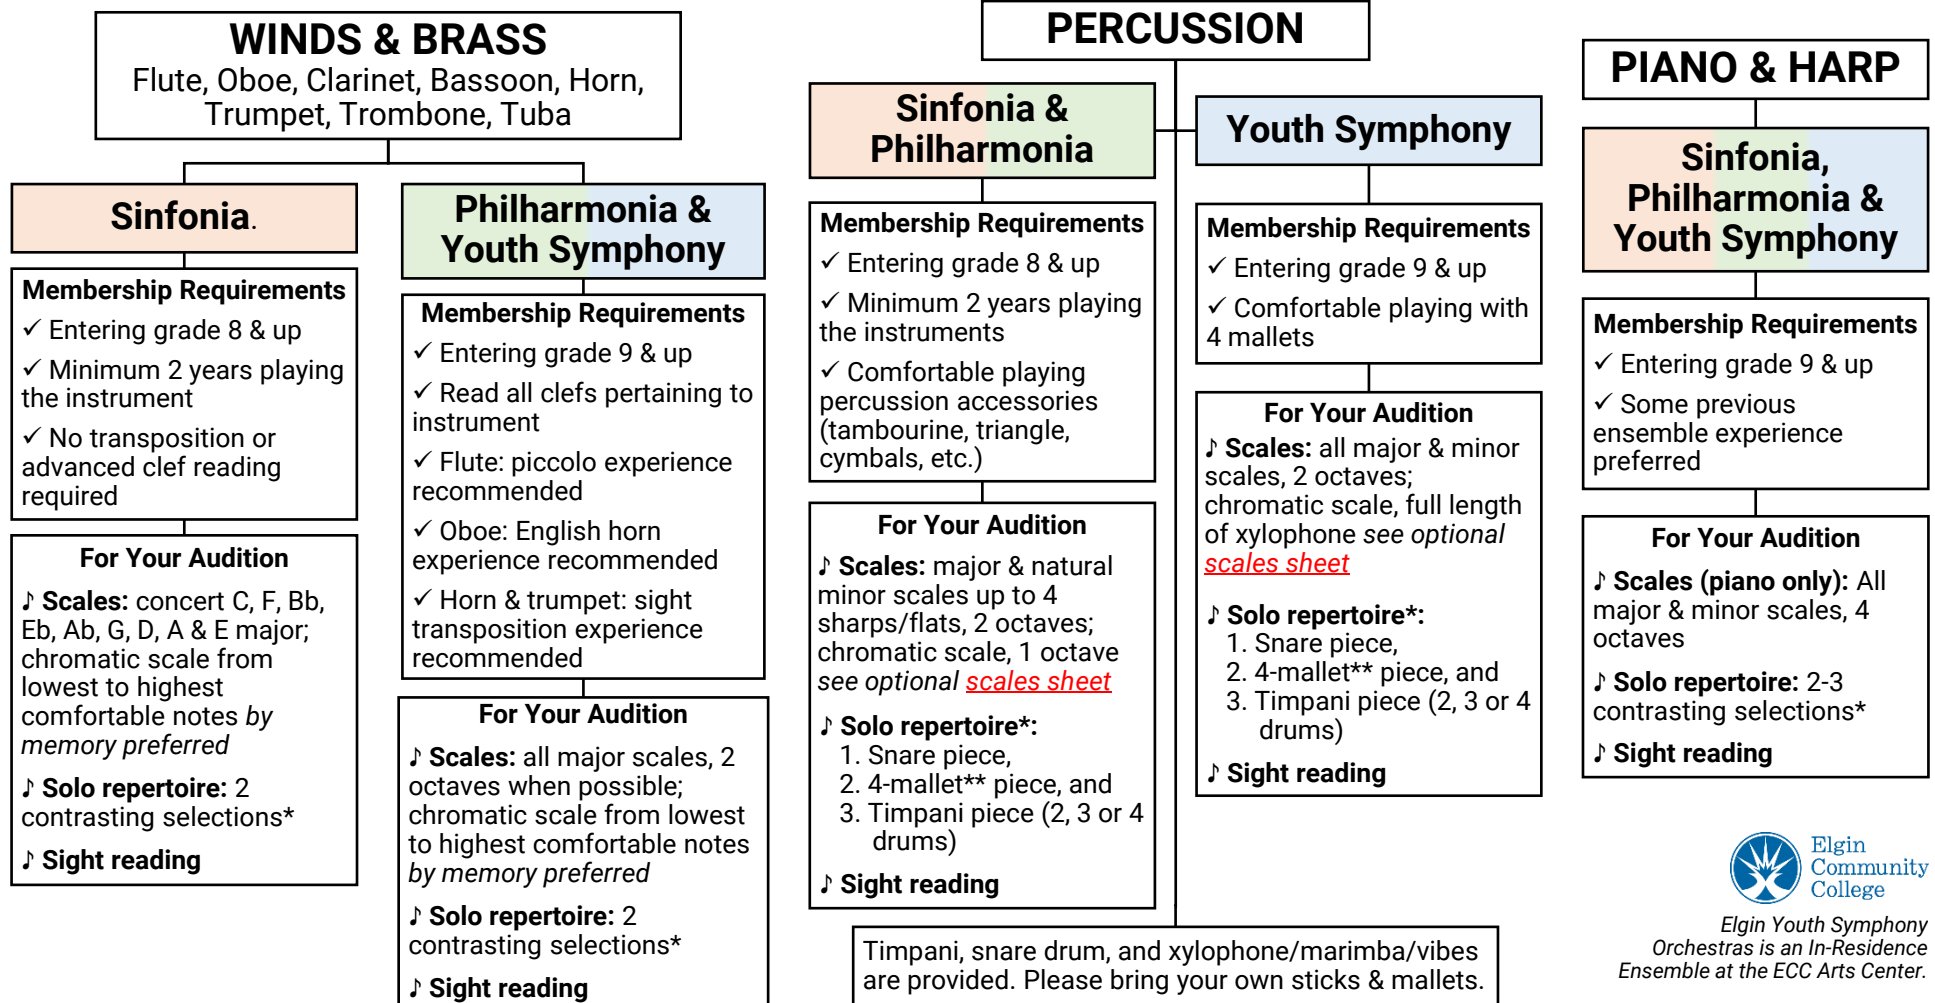 WINDS & BRASS
Flute, Oboe, Clarinet, Bassoon, Horn,
Trumpet, Trombone, Tuba
Sinfonia.
Membership Requirements
✓ Entering grade 8 & up
✓ Minimum 2 years playing
the instrument
✓ No transposition or
advanced clef reading
required
For Your Audition
♪ Scales: concert C, F, Bb,
Eb, Ab, G, D, A & E major;
chromatic scale from
lowest to highest
comfortable notes by
memory preferred
♪ Solo repertoire: 2
contrasting selections*
♪ Sight reading
Philharmonia &
Youth Symphony
Membership Requirements
✓ Entering grade 9 & up
✓ Read all clefs pertaining to
instrument
✓ Flute: piccolo experience
recommended
✓ Oboe: English horn
experience recommended
✓ Horn & trumpet: sight
transposition experience
recommended
For Your Audition
♪ Scales: all major scales, 2
octaves when possible;
chromatic scale from lowest
to highest comfortable notes
by memory preferred
♪ Solo repertoire: 2
contrasting selections*
♪ Sight reading
PERCUSSION
Sinfonia &
Philharmonia
Membership Requirements
✓ Entering grade 8 & up
✓ Minimum 2 years playing
the instruments
✓ Comfortable playing
percussion accessories
(tambourine, triangle,
cymbals, etc.)
For Your Audition
♪ Scales: major & natural
minor scales up to 4
sharps/flats, 2 octaves;
chromatic scale, 1 octave
see optional scales sheet
♪ Solo repertoire*:
1. Snare piece,
2. 4-mallet** piece, and
3. Timpani piece (2, 3 or 4
drums)
♪ Sight reading
Youth Symphony
Membership Requirements
✓ Entering grade 9 & up
✓ Comfortable playing with
4 mallets
For Your Audition
♪ Scales: all major & minor
scales, 2 octaves;
chromatic scale, full length
of xylophone see optional
scales sheet
♪ Solo repertoire*:
1. Snare piece,
2. 4-mallet** piece, and
3. Timpani piece (2, 3 or 4
drums)
♪ Sight reading
Timpani, snare drum, and xylophone/marimba/vibes
are provided. Please bring your own sticks & mallets.
PIANO & HARP
Sinfonia,
Philharmonia &
Youth Symphony
Membership Requirements
✓ Entering grade 9 & up
✓ Some previous
ensemble experience
preferred
For Your Audition
♪ Scales (piano only): All
major & minor scales, 4
octaves
♪ Solo repertoire: 2-3
contrasting selections*
♪ Sight reading
Elgin
Community
College
Elgin Youth Symphony
Orchestras is an In-Residence
Ensemble at the ECC Arts Center.